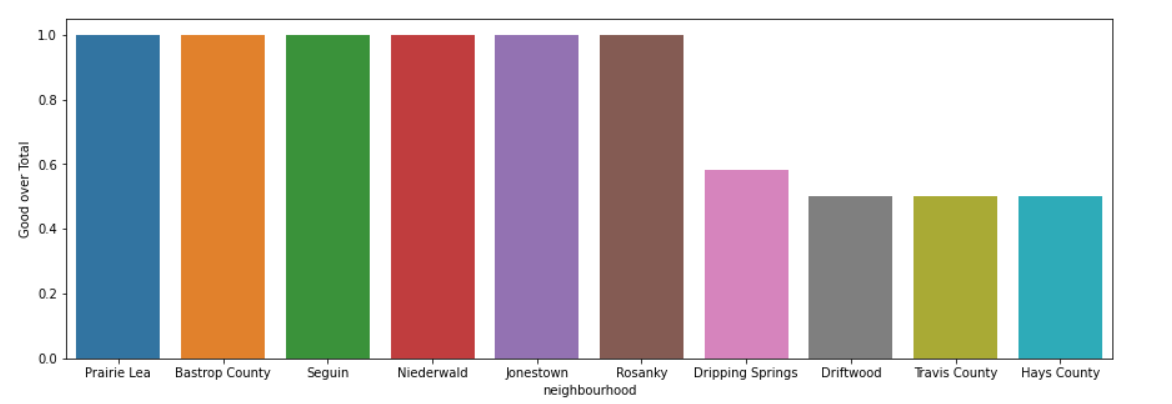 1.0
0.8
0.6
0.4
0.2
0.0
Good over Total
Prairie Lea Bastrop County Seguin Niederwald Jonestown Rosanky Dripping Springs Driftwood Travis County Hays County
neighbourhood